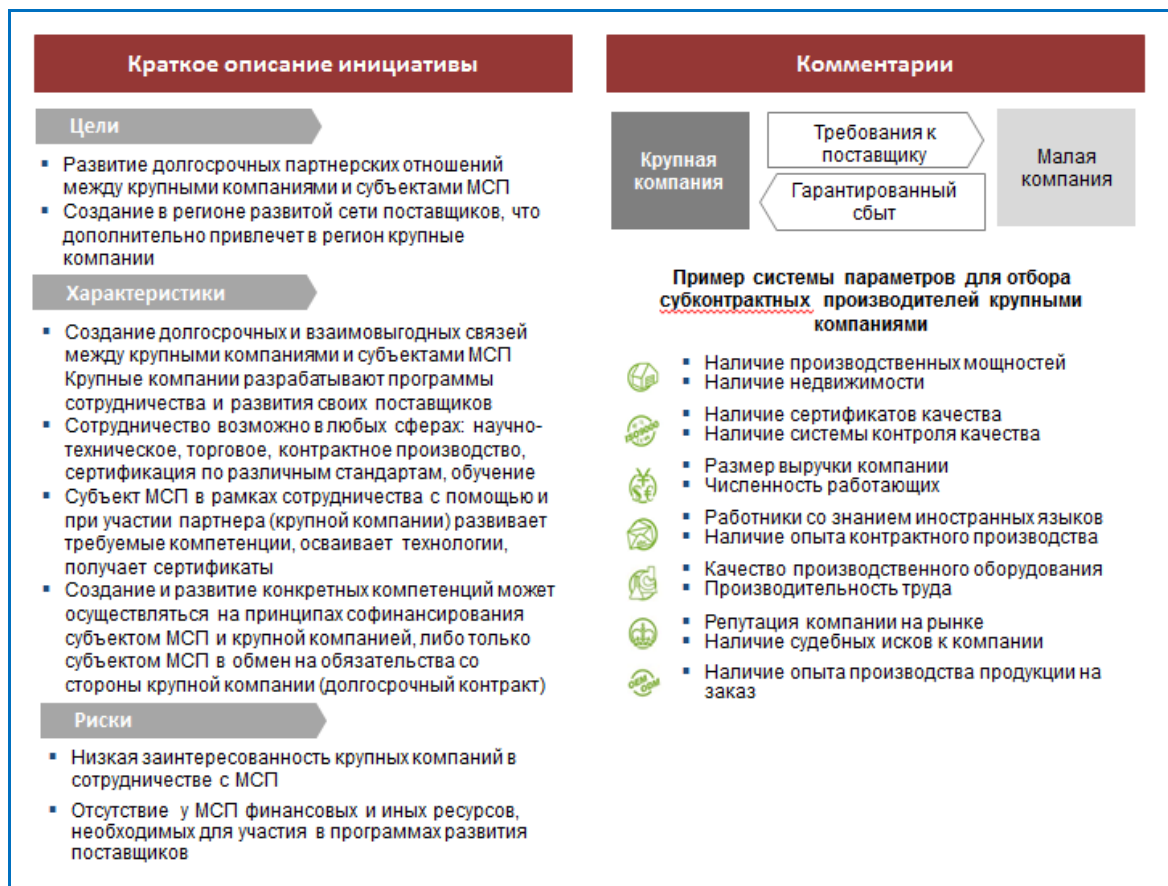 Краткое описание инициативы
Цели
Развитие долгосрочных партнерских отношений
между крупными компаниями и субъектами МСП
Создание в регионе развитой сети поставщиков, что
дополнительно привлечет в регион крупные
компании
Характеристики
Создание долгосрочных и взаимовыгодных связей
между крупными компаниями и субъектами МСП
Крупные компании разрабатывают программы
сотрудничества и развития своих поставщиков
Сотрудничество возможно в любых сферах: научно-
техническое, торговое, контрактное производство,
сертификация по различным стандартам, обучение
Субъект МСП в рамках сотрудничества с помощью и
при участии партнера (крупной компании) развивает
требуемые компетенции, осваивает технологии,
получает сертификаты
Создание и развитие конкретных компетенций может
осуществляться на принципах софинансирования
субъектом МСП и крупной компанией, либо только
субъектом МСП в обмен на обязательства со
стороны крупной компании (долгосрочный контракт)
Риски
Низкая заинтересованность крупных компаний в
сотрудничестве с МСП
Отсутствие у МСП финансовых и иных ресурсов,
необходимых для участия в программах развития
поставщиков
Комментарии
Крупная
компания
Требования к
поставщику
Гарантированный
сбыт
Малая
компания
Пример системы параметров для отбора
субконтрактных производителей крупными
компаниями
Наличие производственных мощностей
Наличие недвижимости
ISO9000
Наличие сертификатов качества
Наличие системы контроля качества
¥
$€
Размер выручки компании
Численность работающих
Работники со знанием иностранных языков
Наличие опыта контрактного производства
Качество производственного оборудования
Производительность труда
Репутация компании на рынке
Наличие судебных исков к компании
OEM
ODM
Наличие опыта производства продукции на
заказ